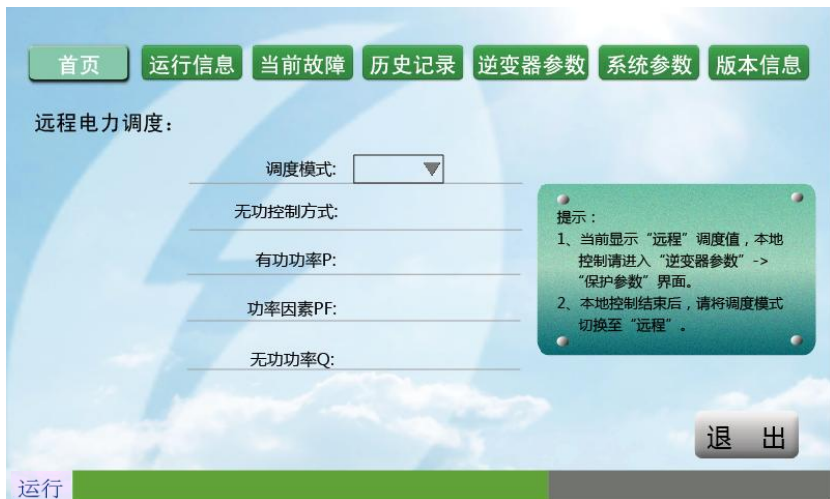 首页 运行信息 当前故障 历史记录 逆变器参数 系统参数 版本信息
远程电力调度：
调度模式:
无功控制方式:
有功功率P:
功率因素PF:
无功功率Q:
提示：
1、当前显示“远程”调度值，本地
控制请进入“逆变器参数”->
“保护参数”界面。
2、本地控制结束后，请将调度模式
切换至“远程”。
退 出
运行